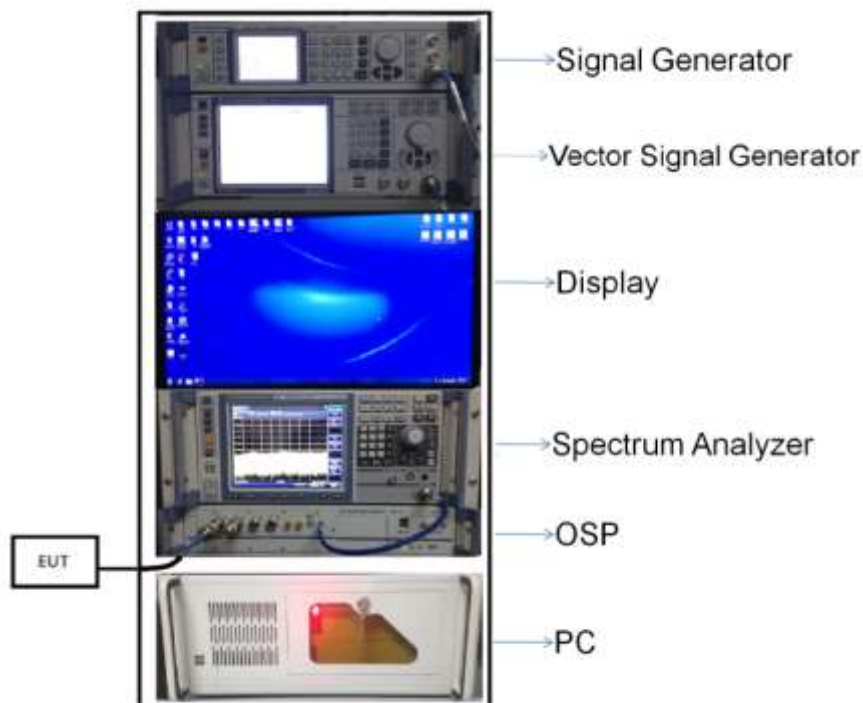 Signal Generator
Vector Signal Generator
Display
Spectrum Analyzer
OSP
EUT
PC